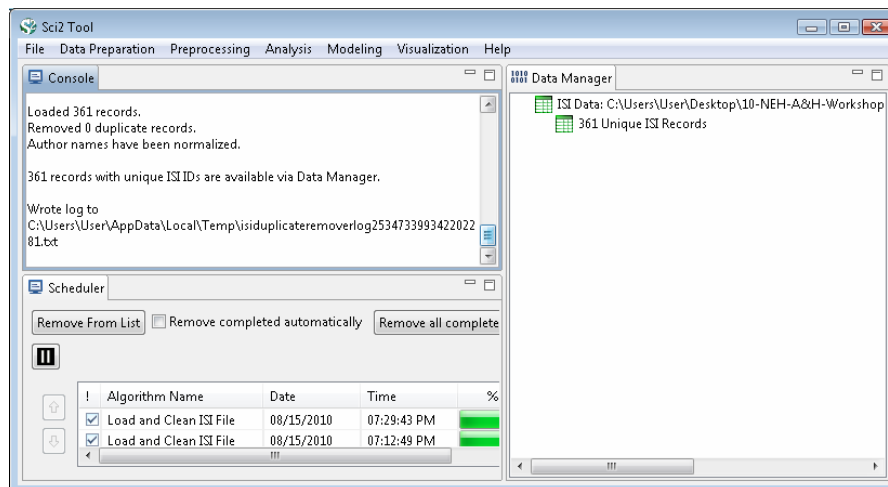 Sci2 Tool
File Data Preparation Preprocessing Analysis Modeling Visualization Help
Console
Loaded 361 records.
Removed 0 duplicate records.
Author names have been normalized.
361 records with unique ISI IDs are available via Data Manager.
Wrote log to
C:\Users\User\AppData\Local\Temp\isiduplicateremoverlog2534733993422022
81.txt
Scheduler
Remove From List Remove completed automatically Remove all complete
! Algorithm Name Date Time %
Load and Clean ISI File 08/15/2010 07:29:43 PM
Load and Clean ISI File 08/15/2010 07:12:49 PM
1010
0101 Data Manager
ISI Data: C:\Users\User\Desktop\10-NEH-A&H-Workshop
361 Unique ISI Records